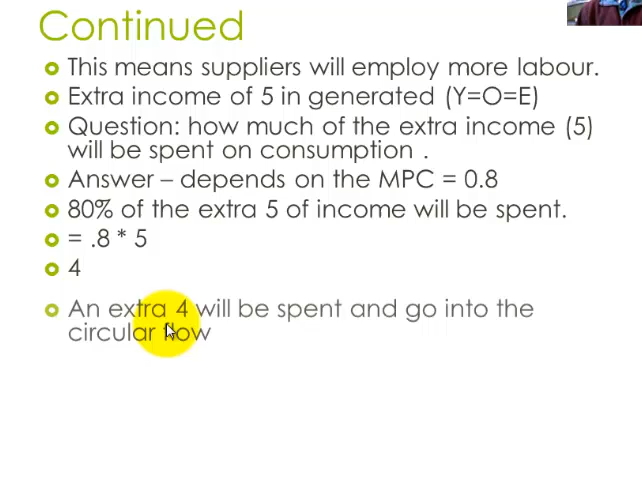 Continued
This means suppliers will employ more labour.
Extra income of 5 in generated (Y=O=E)
Question: how much of the extra income (5)
will be spent on consumption .
Answer – depends on the MPC = 0.8
80% of the extra 5 of income will be spent.
= .8 * 5
4
An extra 4 will be spent and go into the
circular flow